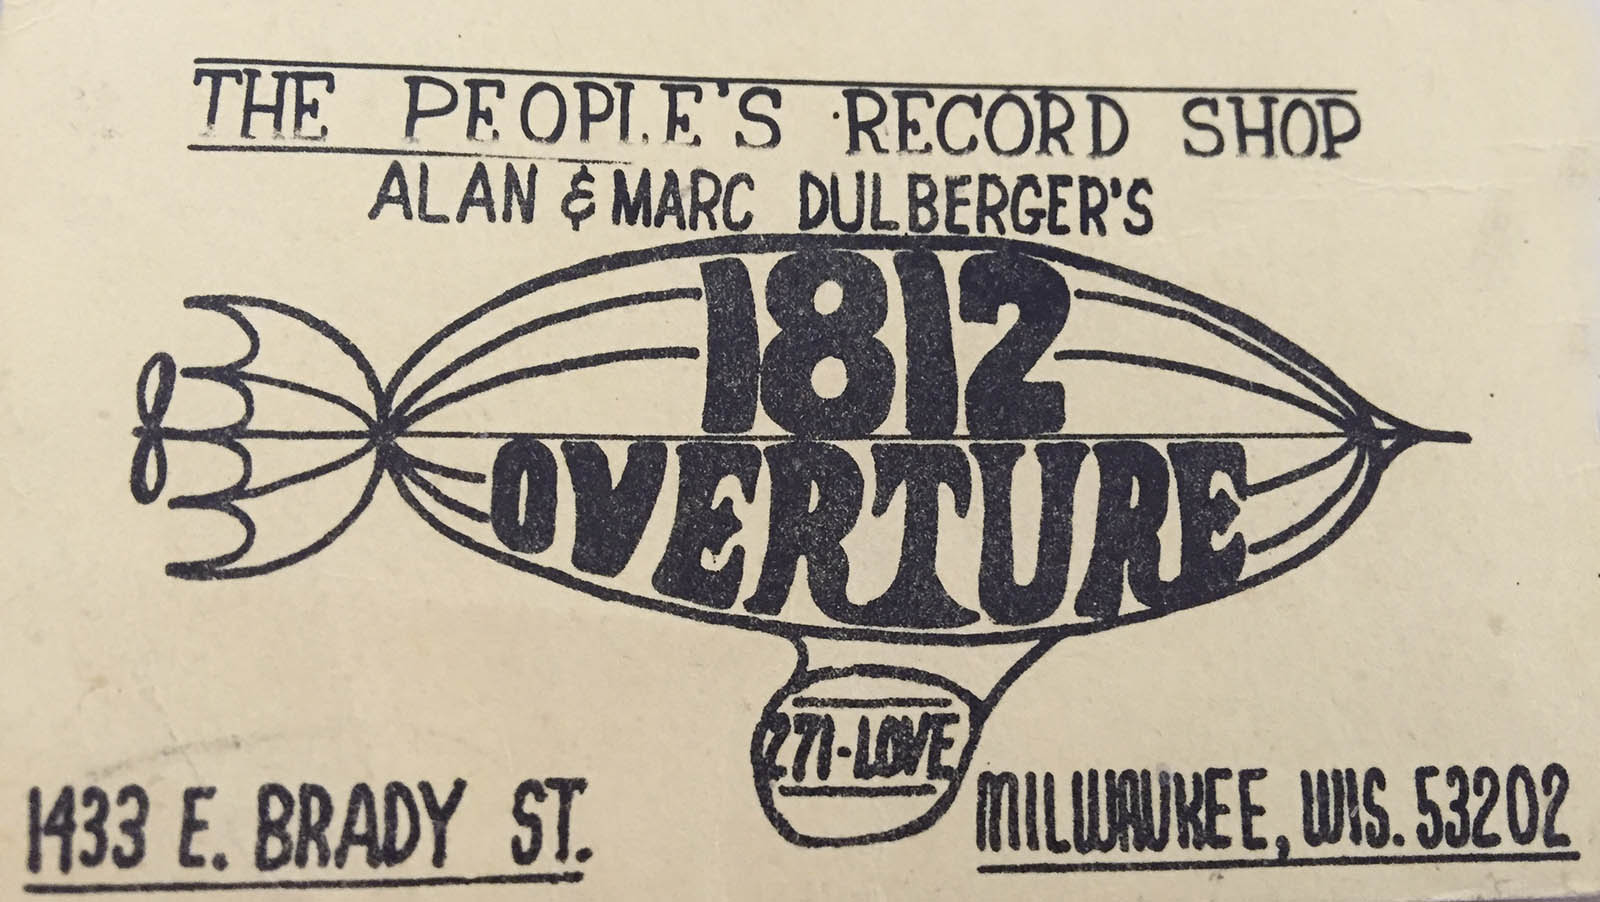 THE PEOPLE'S RECORD SHOP
ALAN & MARC DULBERGER'S
1812
OVERTURE
271-LOVE
1433 E. BRADY ST.
MILWAUKEE, WIS. 53202